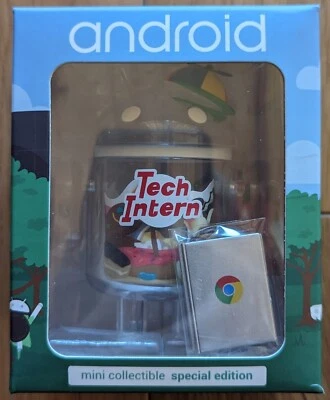 android
Tech
Intern
mini collectible special edition